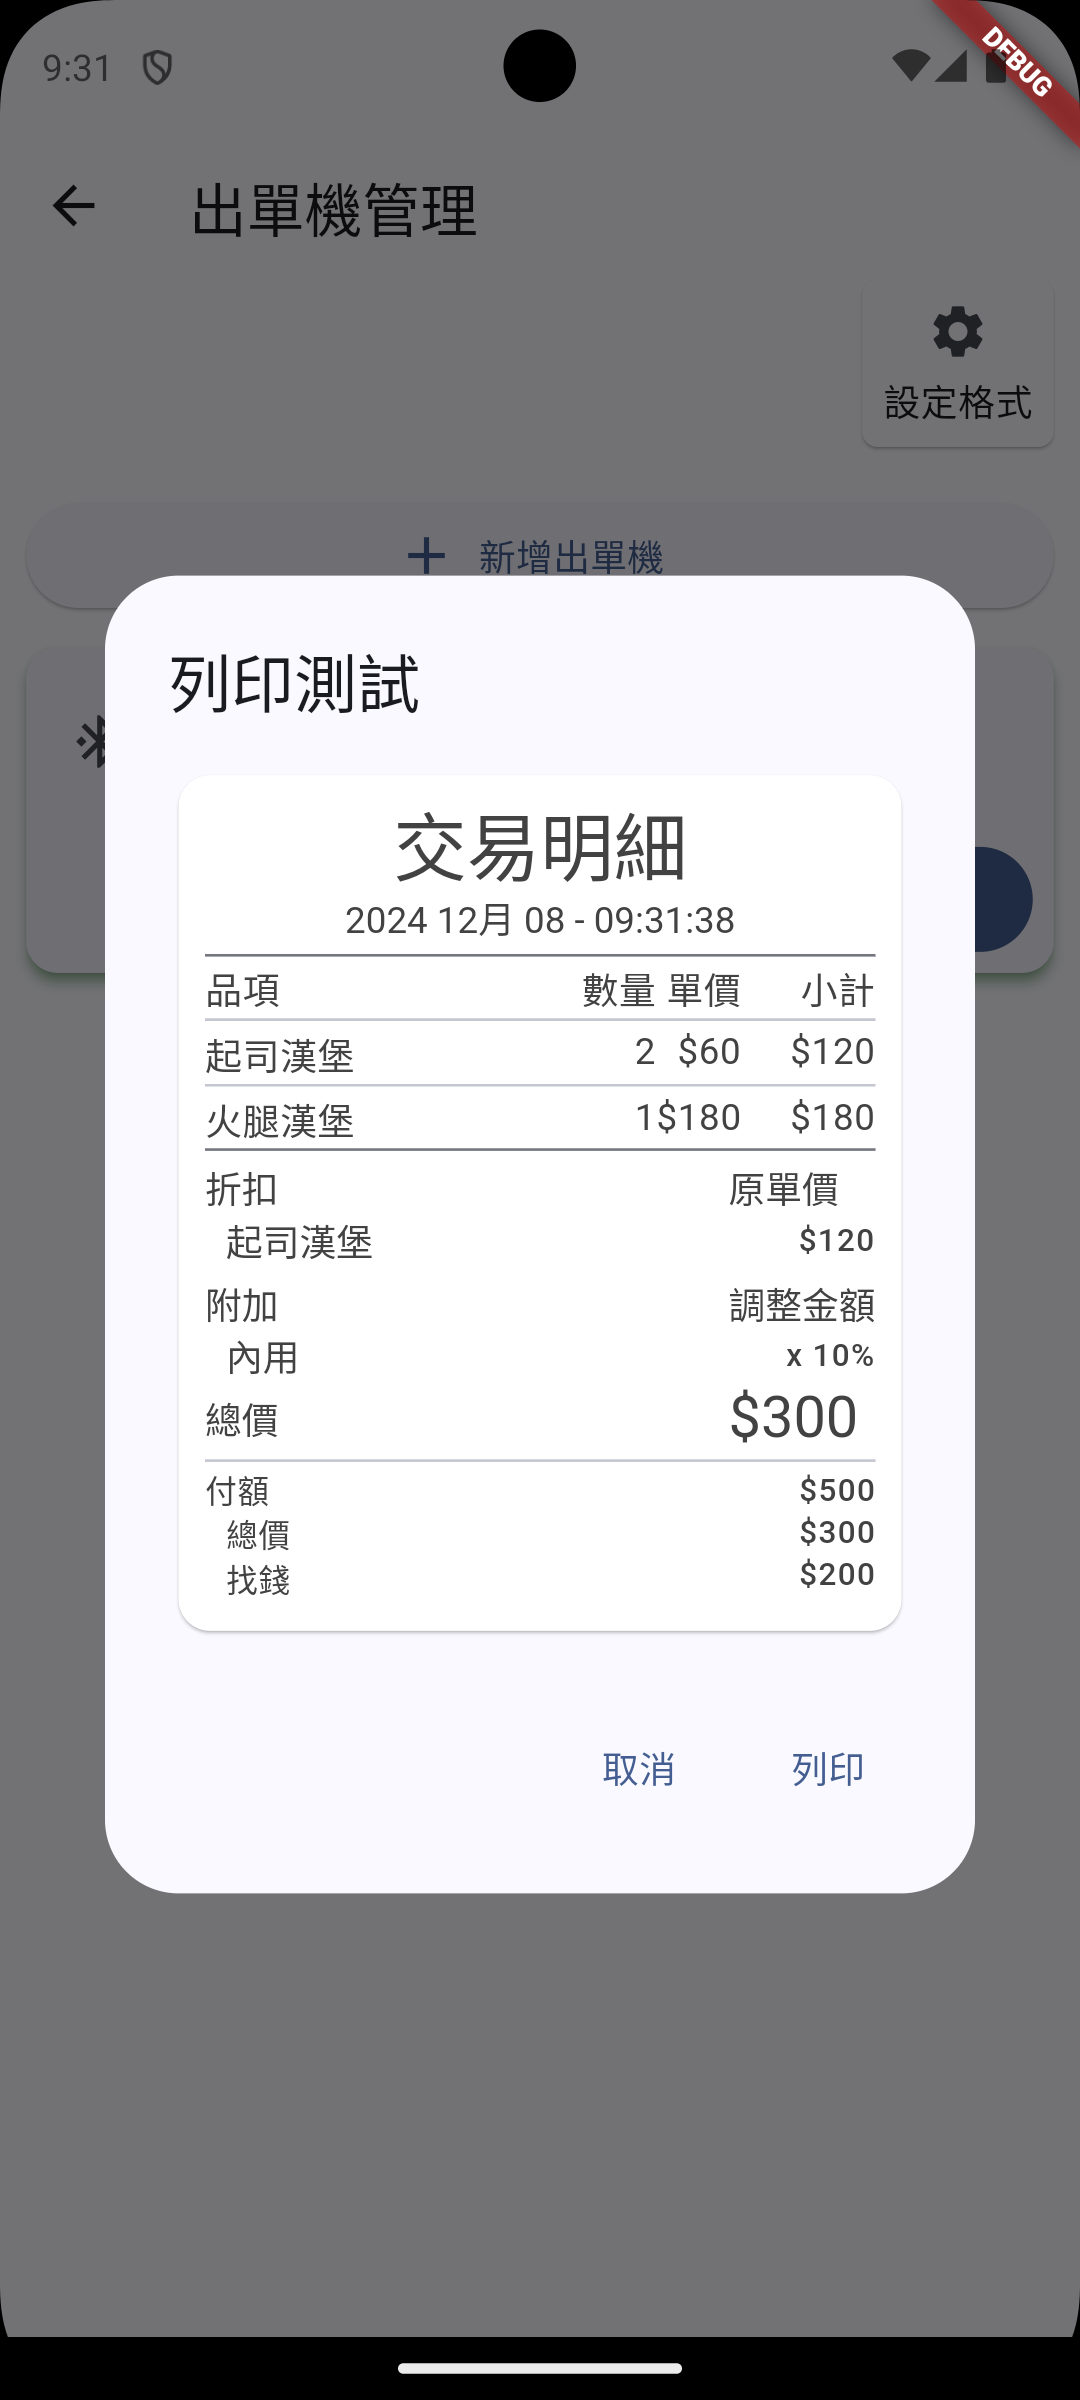 9:31
DEBUG
出單機管理
設定格式
新增出單機
列印測試
交易明細
2024 12月 08 - 09:31:38
品項 數量 單價 小計
起司漢堡 2 $60 $120
火腿漢堡 1 $180 $180
折扣 原單價
起司漢堡 $120
附加 調整金額
內用 x 10%
總價 $300
付額 $500
總價 $300
找錢 $200
取消 列印